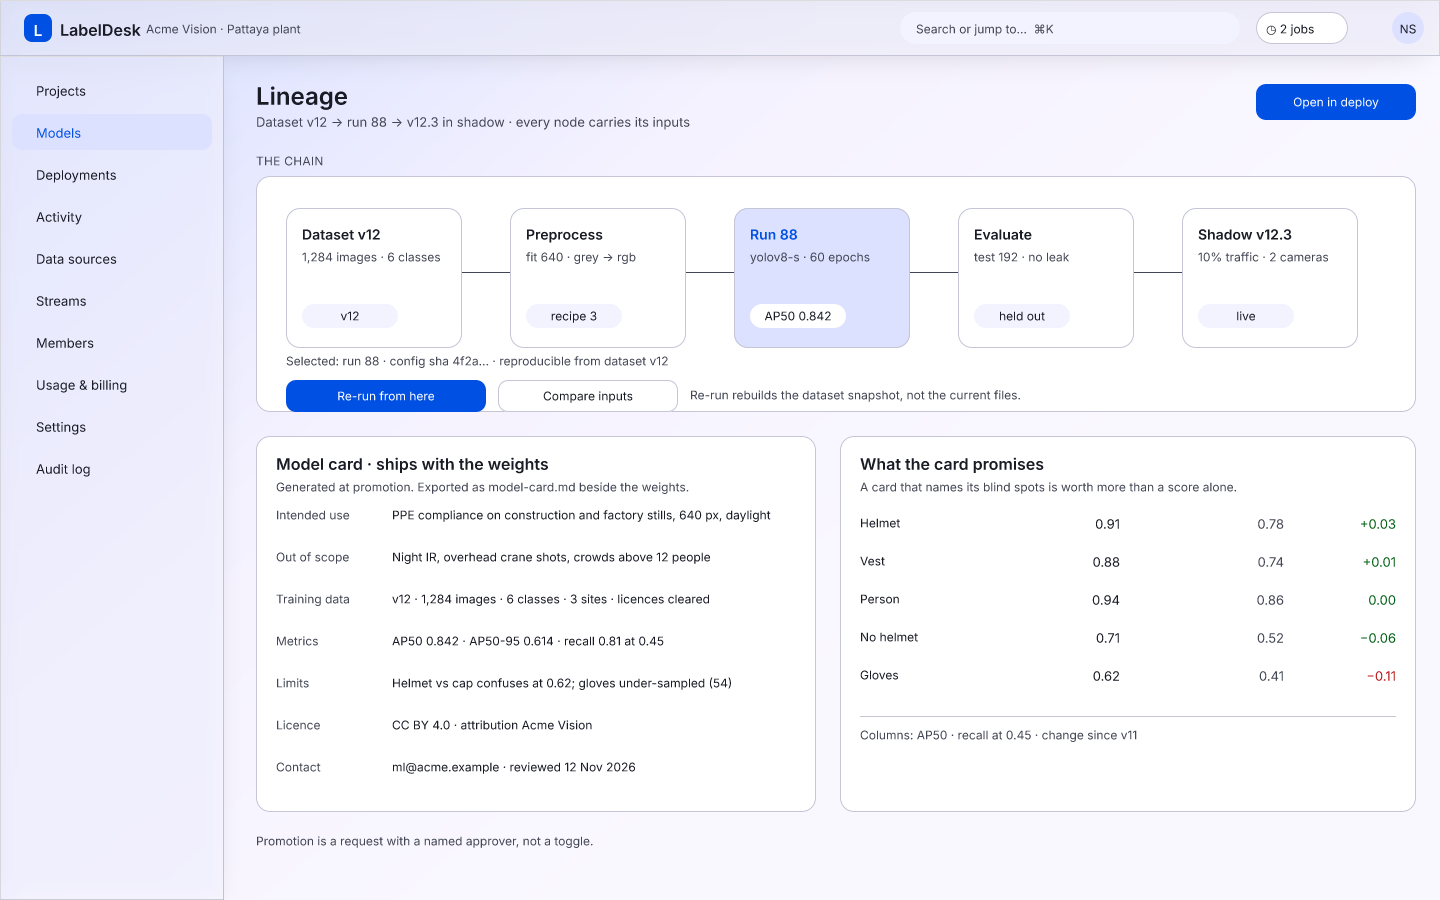 L LabelDesk Acme Vision · Pattaya plant Search or jump to... ⌘K ◷ 2 jobs NS
Projects
Models
Deployments
Activity
Data sources
Streams
Members
Usage & billing
Settings
Audit log
Lineage
Dataset v12 → run 88 → v12.3 in shadow · every node carries its inputs
Open in deploy
THE CHAIN
Dataset v12
1,284 images · 6 classes
v12
Preprocess
fit 640 · grey → rgb
recipe 3
Run 88
yolov8-s · 60 epochs
AP50 0.842
Evaluate
test 192 · no leak
held out
Shadow v12.3
10% traffic · 2 cameras
live
Selected: run 88 · config sha 4f2a... · reproducible from dataset v12
Re-run from here Compare inputs Re-run rebuilds the dataset snapshot, not the current files.
Model card · ships with the weights
Generated at promotion. Exported as model-card.md beside the weights.
Intended use PPE compliance on construction and factory stills, 640 px, daylight
Out of scope Night IR, overhead crane shots, crowds above 12 people
Training data v12 · 1,284 images · 6 classes · 3 sites · licences cleared
Metrics AP50 0.842 · AP50-95 0.614 · recall 0.81 at 0.45
Limits Helmet vs cap confuses at 0.62; gloves under-sampled (54)
Licence CC BY 4.0 · attribution Acme Vision
Contact ml@acme.example · reviewed 12 Nov 2026
What the card promises
A card that names its blind spots is worth more than a score alone.
Helmet 0.91 0.78 +0.03
Vest 0.88 0.74 +0.01
Person 0.94 0.86 0.00
No helmet 0.71 0.52 −0.06
Gloves 0.62 0.41 −0.11
Columns: AP50 · recall at 0.45 · change since v11
Promotion is a request with a named approver, not a toggle.